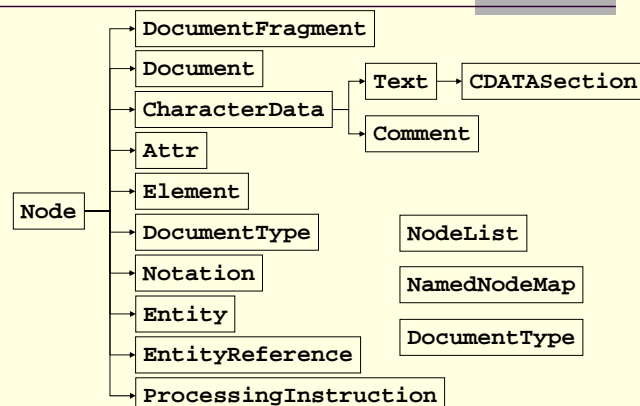 DocumentFragment
Document
Text
CDATASection
CharacterData
Comment
Attr
Element
Node
DocumentType
NodeList
Notation
NamedNodeMap
Entity
DocumentType
EntityReference
ProcessingInstruction